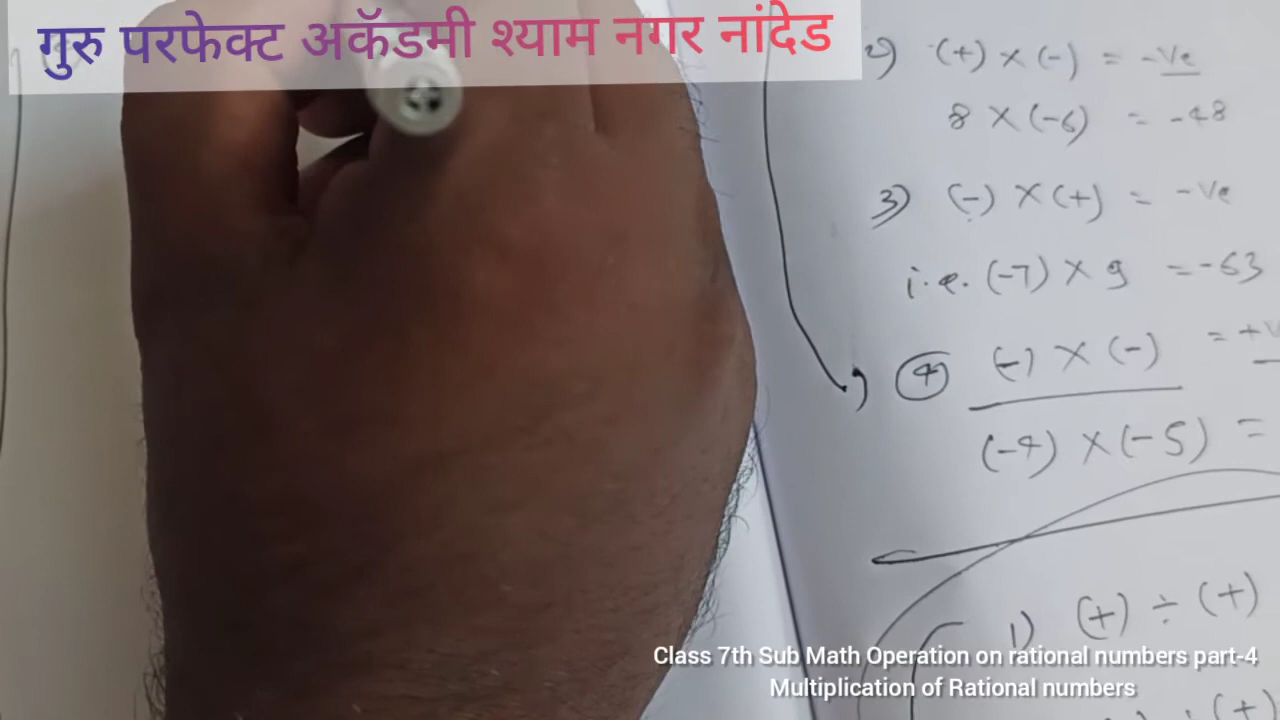 गुरु परफेक्ट अकॅडमी श्याम नगर नांदेड
2) (+) × (-) = -ve
8 × (-6) = -48
3) (-) × (+) = -ve
i.e. (-7) × 9 = -63
④ (-) × (-) = +v
(-4) × (-5) =
1) (+) ÷ (+)
÷ (+)
Class 7th Sub Math Operation on rational numbers part-4
Multiplication of Rational numbers